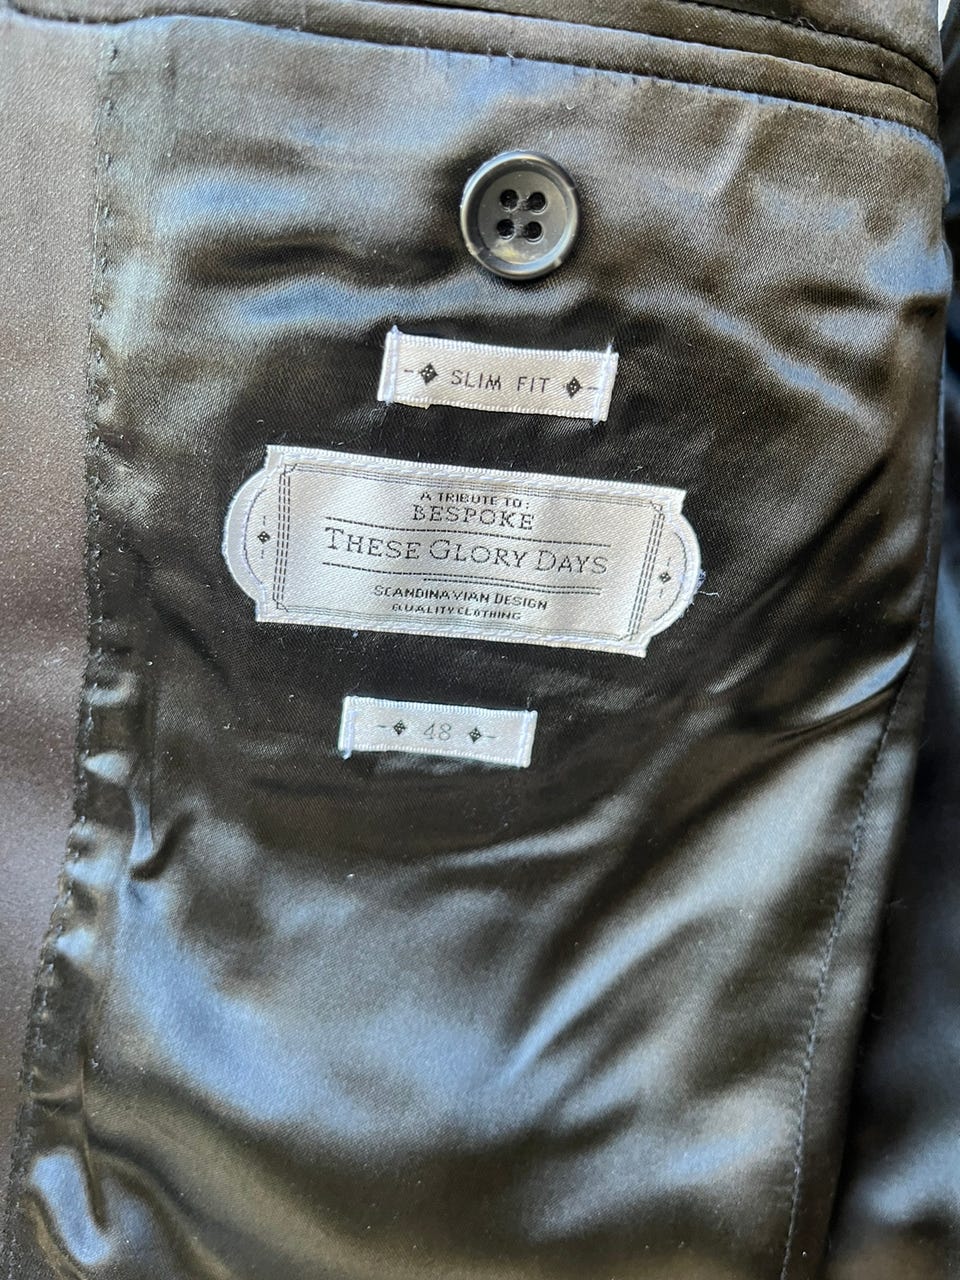 SLIM FIT
A TRIBUTE TO:
BESPOKE
THESE GLORY DAYS
SCANDINAVIAN DESIGN
QUALITY CLOTHING
48